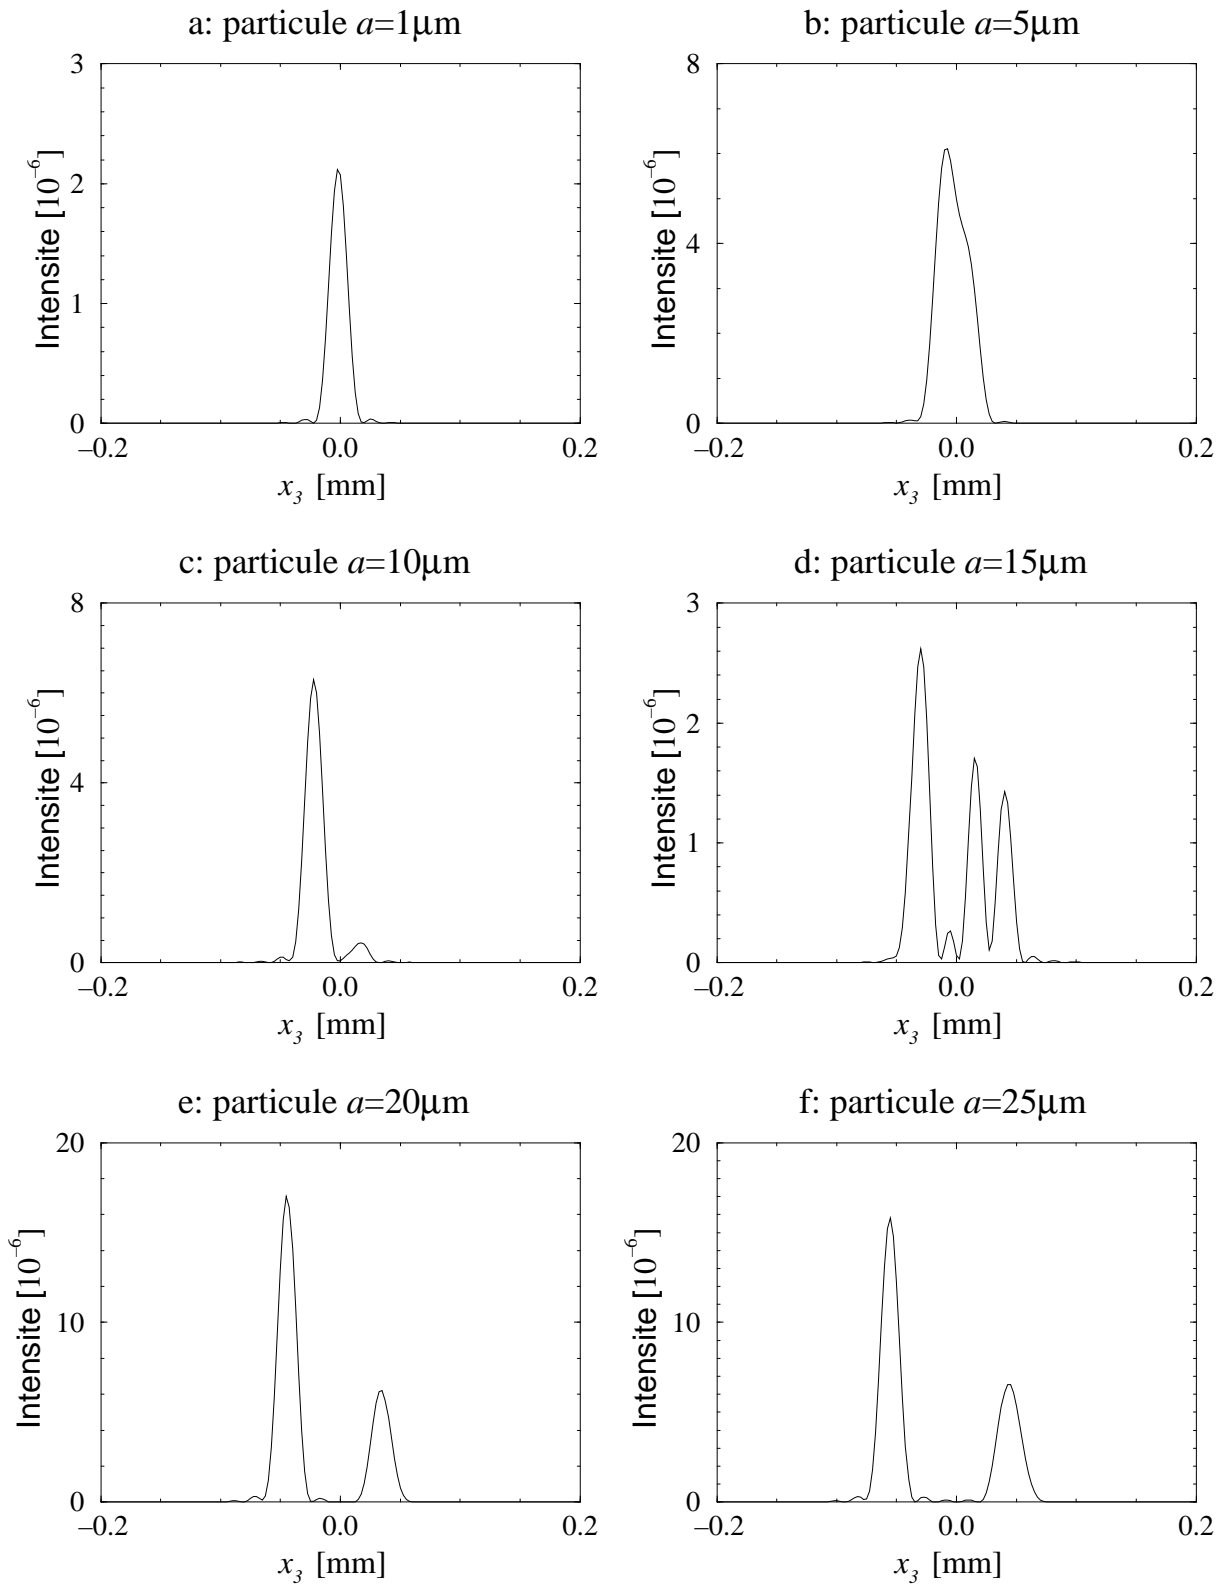 a: particule a=1μm
3
2
1
0
Intensite [10⁻⁶]
–0.2 0.0 0.2
x₃ [mm]
b: particule a=5μm
8
4
0
Intensite [10⁻⁶]
–0.2 0.0 0.2
x₃ [mm]
c: particule a=10μm
8
4
0
Intensite [10⁻⁶]
–0.2 0.0 0.2
x₃ [mm]
d: particule a=15μm
3
2
1
0
Intensite [10⁻⁶]
–0.2 0.0 0.2
x₃ [mm]
e: particule a=20μm
20
10
0
Intensite [10⁻⁶]
–0.2 0.0 0.2
x₃ [mm]
f: particule a=25μm
20
10
0
Intensite [10⁻⁶]
–0.2 0.0 0.2
x₃ [mm]